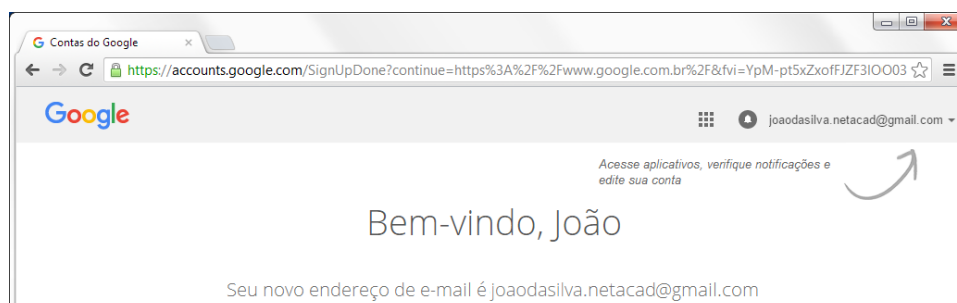 Contas do Google
https://accounts.google.com/SignUpDone?continue=https%3A%2F%2Fwww.google.com.br%2F&fvi=YpM-pt5xZxofFJZF3IOO03
Google
joaodasilva.netacad@gmail.com
Acesse aplicativos, verifique notificações e
edite sua conta
Bem-vindo, João
Seu novo endereço de e-mail é joaodasilva.netacad@gmail.com